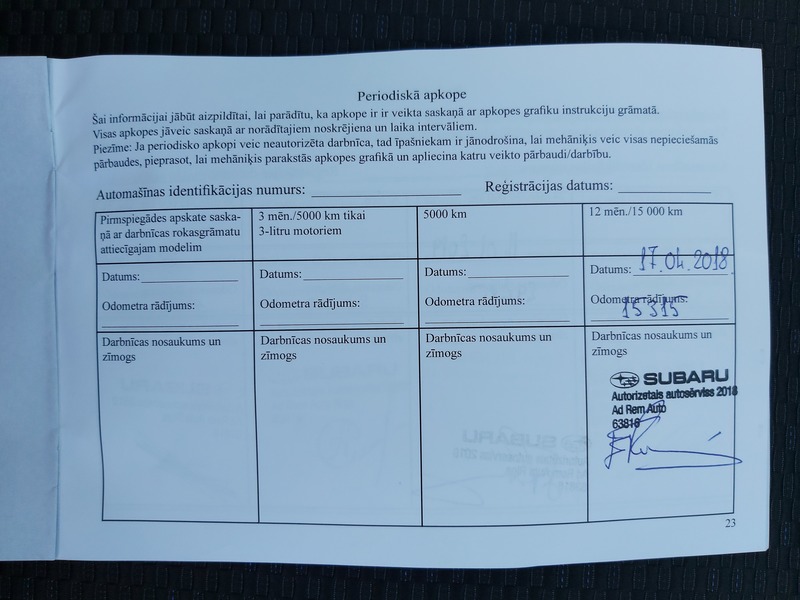 Periodiskā apkope
Šai informācijai jābūt aizpildītai, lai parādītu, ka apkope ir ir veikta saskaņā ar apkopes grafiku instrukciju grāmatā.
Visas apkopes jāveic saskaņā ar norādītajiem noskrējiena un laika intervāliem.
Piezīme: Ja periodisko apkopi veic neautorizēta darbnīca, tad īpašniekam ir jānodrošina, lai mehāniķis veic visas nepieciešamās
pārbaudes, pieprasot, lai mehāniķis parakstās apkopes grafikā un apliecina katru veikto pārbaudi/darbību.
Automašīnas identifikācijas numurs: Reģistrācijas datums:
Pirmspiegādes apskate saska-
ņā ar darbnīcas rokasgrāmatu
attiecīgajam modelim
3 mēn./5000 km tikai
3-litru motoriem
5000 km
12 mēn./15 000 km
Datums:
Odometra rādījums:
Datums:
Odometra rādījums:
Datums:
Odometra rādījums:
Datums: 17.04.2018.
Odometra rādījums:
15 315
Darbnīcas nosaukums un
zīmogs
Darbnīcas nosaukums un
zīmogs
Darbnīcas nosaukums un
zīmogs
Darbnīcas nosaukums un
zīmogs
SUBARU
Autorizetais autosērviss 2018
Ad Rem Auto
63816
23